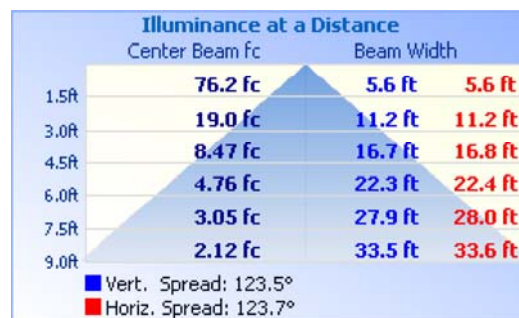 Illuminance at a Distance
Center Beam fc Beam Width
1.5ft 76.2 fc 5.6 ft 5.6 ft
3.0ft 19.0 fc 11.2 ft 11.2 ft
4.5ft 8.47 fc 16.7 ft 16.8 ft
6.0ft 4.76 fc 22.3 ft 22.4 ft
7.5ft 3.05 fc 27.9 ft 28.0 ft
9.0ft 2.12 fc 33.5 ft 33.6 ft
Vert. Spread: 123.5°
Horiz. Spread: 123.7°